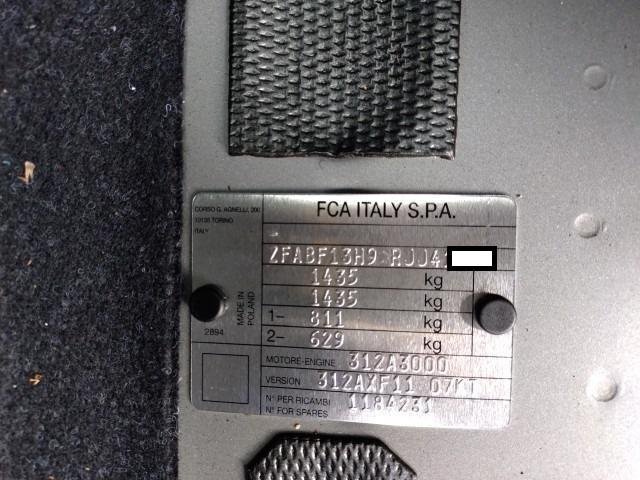 CORSO G. AGNELLI, 200
10135 TORINO
ITALY
FCA ITALY S.P.A.
ZFABF13H9 RJJ4
1435 kg
1435 kg
1- 811 kg
2- 629 kg
MADE IN
POLAND
2894
MOTORE-ENGINE 312A3000
VERSION 312AXF11 07KT
N° PER RICAMBI 1184231
N° FOR SPARES